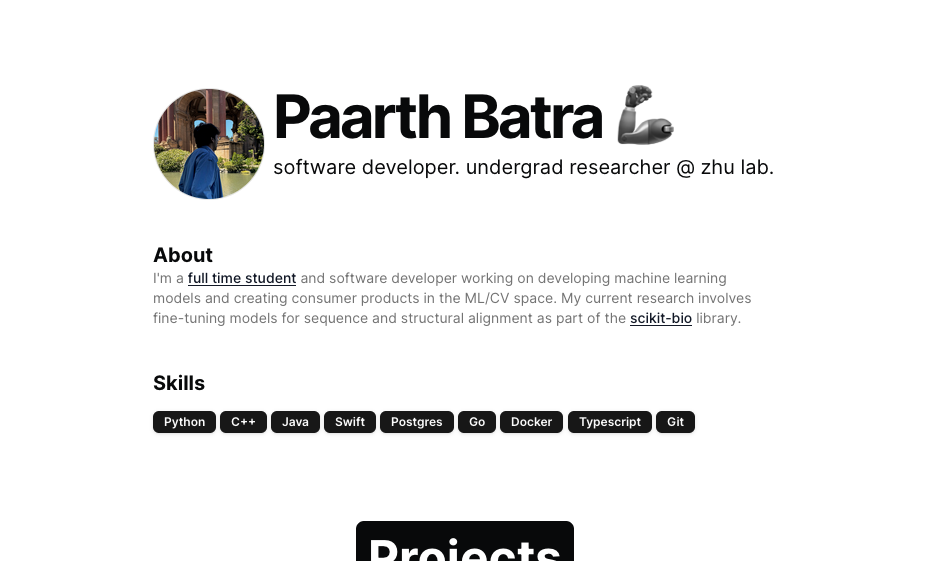 Paarth Batra 🦾
software developer. undergrad researcher @ zhu lab.
About
I'm a full time student and software developer working on developing machine learning
models and creating consumer products in the ML/CV space. My current research involves
fine-tuning models for sequence and structural alignment as part of the scikit-bio library.
Skills
Python C++ Java Swift Postgres Go Docker Typescript Git
Projects